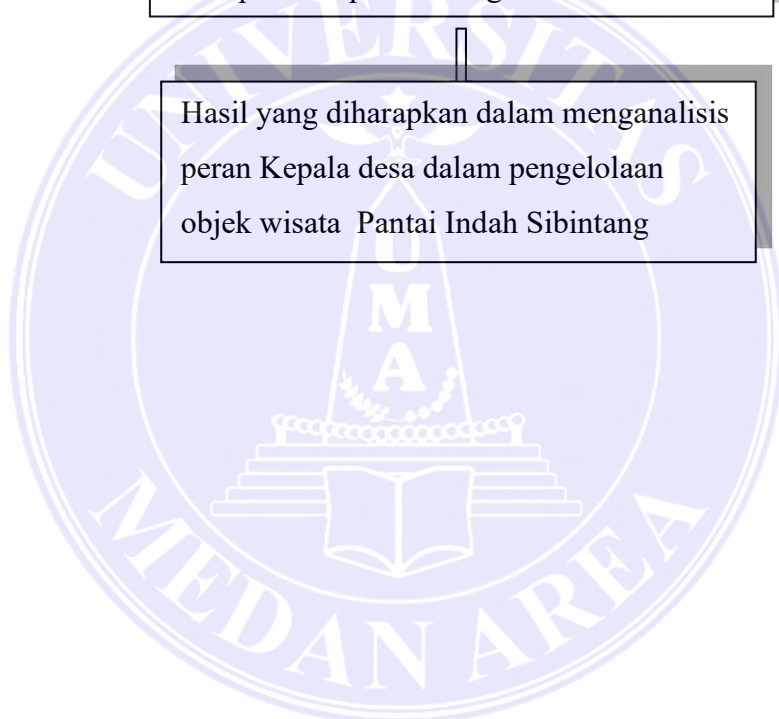 Hasil yang diharapkan dalam menganalisis
peran Kepala desa dalam pengelolaan
objek wisata Pantai Indah Sibintang
UNIVERSITAS
U
M
A
MEDAN AREA